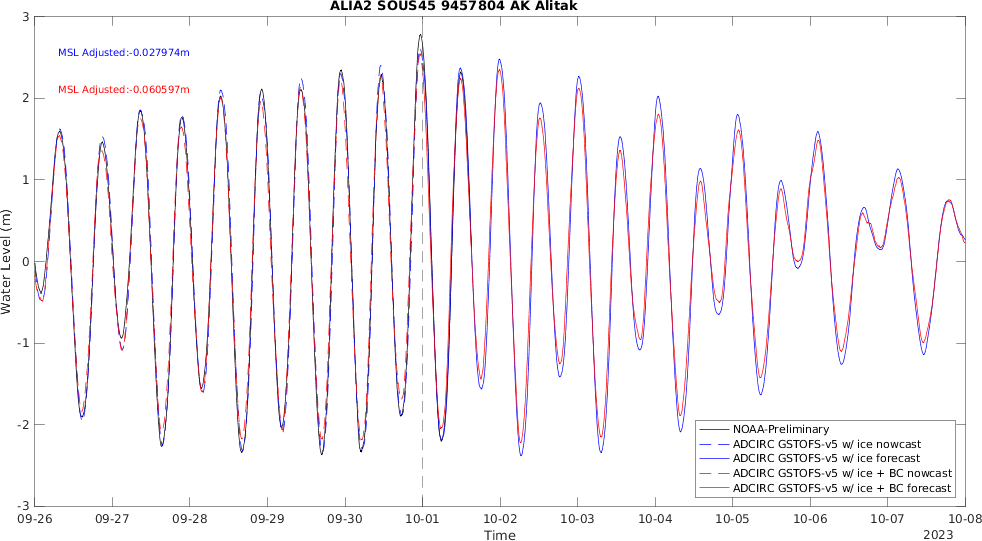 ALIA2 SOUS45 9457804 AK Alitak
3
MSL Adjusted:-0.027974m
MSL Adjusted:-0.060597m
2
1
0
-1
-2
-3
Water Level (m)
NOAA-Preliminary
ADCIRC GSTOFS-v5 w/ ice nowcast
ADCIRC GSTOFS-v5 w/ ice forecast
ADCIRC GSTOFS-v5 w/ ice + BC nowcast
ADCIRC GSTOFS-v5 w/ ice + BC forecast
09-26 09-27 09-28 09-29 09-30 10-01 10-02 10-03 10-04 10-05 10-06 10-07 10-08
Time
2023